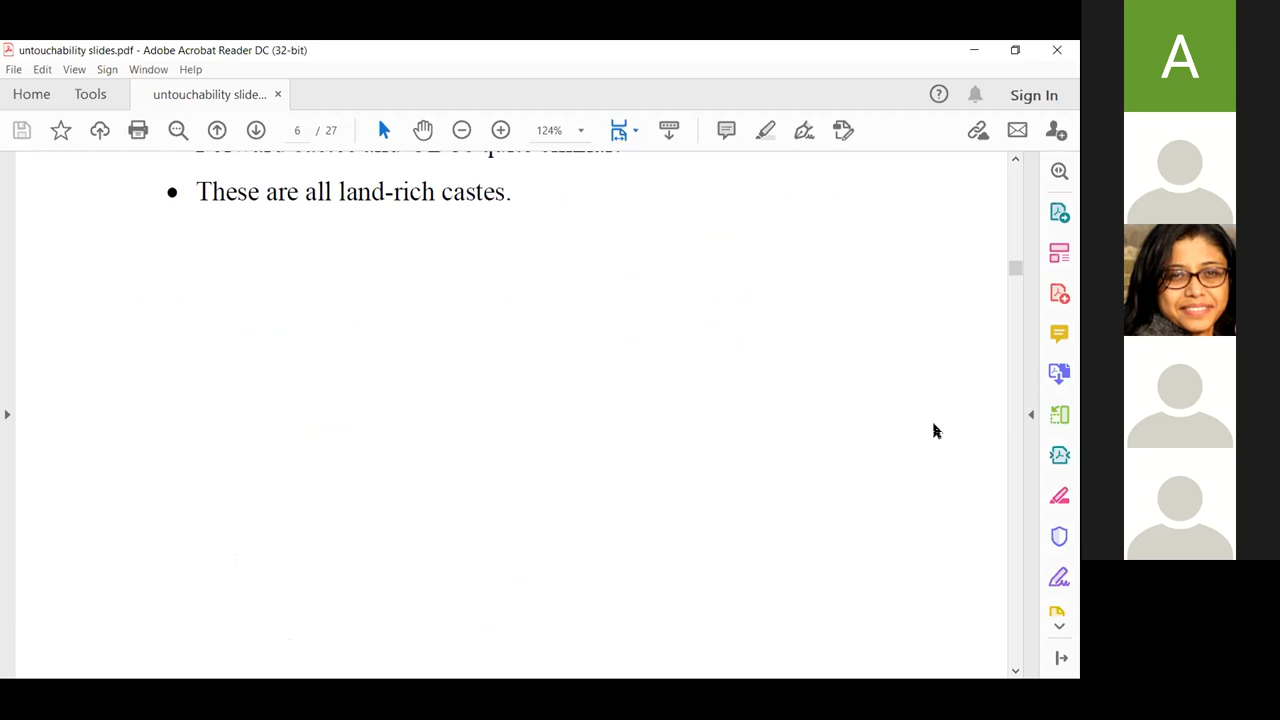 untouchability slides.pdf - Adobe Acrobat Reader DC (32-bit)
File Edit View Sign Window Help
Home Tools untouchability slide... Sign In
6 / 27 124%
These are all land-rich castes.
A